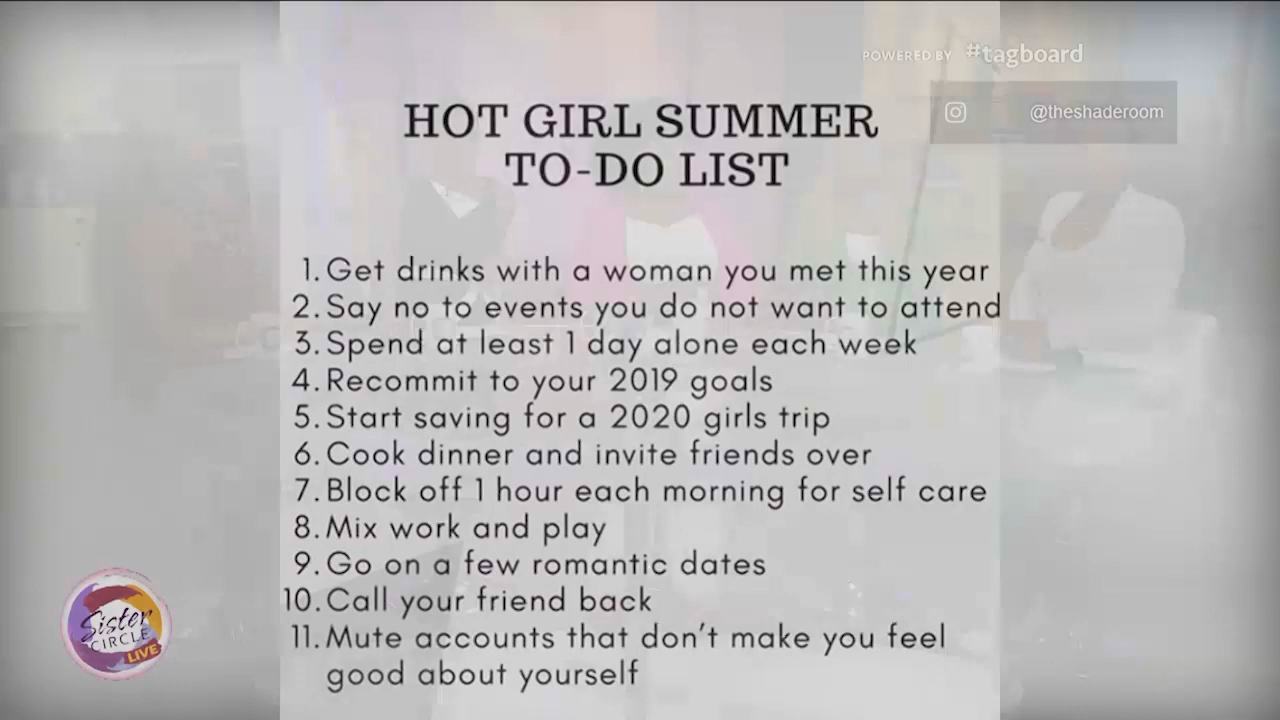 POWERED BY #tagboard
@theshaderoom
HOT GIRL SUMMER
TO-DO LIST
1. Get drinks with a woman you met this year
2. Say no to events you do not want to attend
3. Spend at least 1 day alone each week
4. Recommit to your 2019 goals
5. Start saving for a 2020 girls trip
6. Cook dinner and invite friends over
7. Block off 1 hour each morning for self care
8. Mix work and play
9. Go on a few romantic dates
10. Call your friend back
11. Mute accounts that don't make you feel
good about yourself
Sister
CIRCLE
LIVE